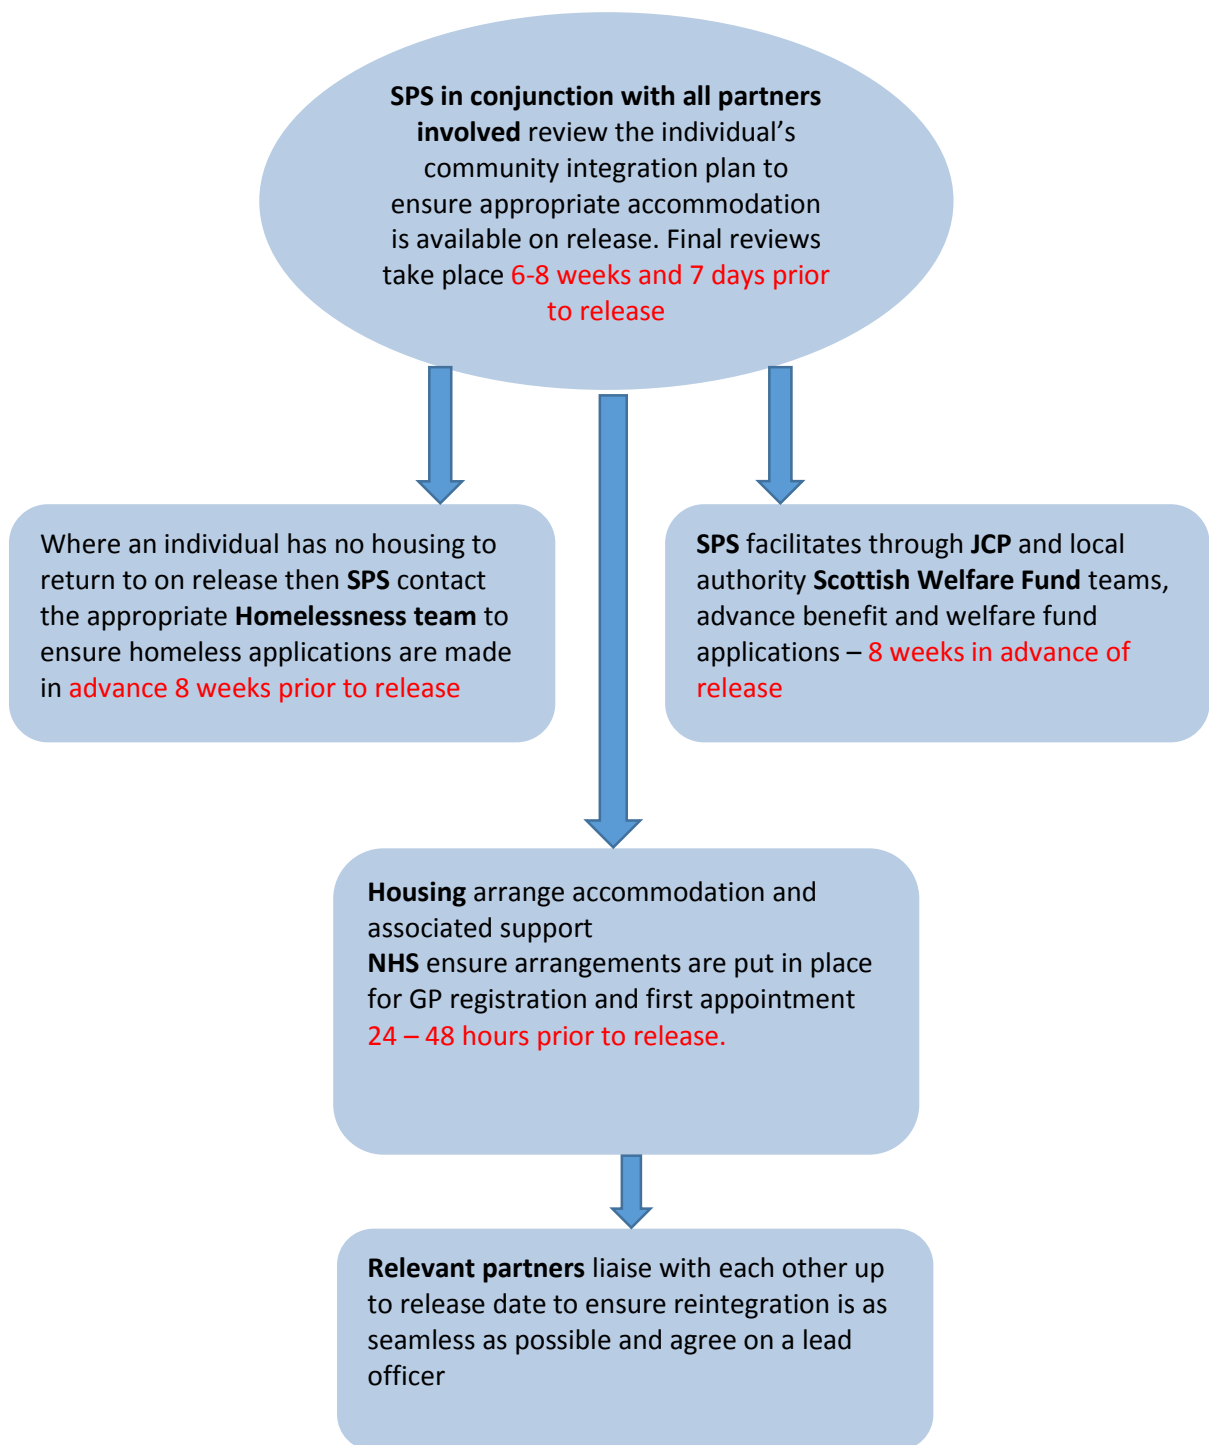 SPS in conjunction with all partners
involved review the individual’s
community integration plan to
ensure appropriate accommodation
is available on release. Final reviews
take place 6-8 weeks and 7 days prior
to release
Where an individual has no housing to
return to on release then SPS contact
the appropriate Homelessness team to
ensure homeless applications are made
in advance 8 weeks prior to release
SPS facilitates through JCP and local
authority Scottish Welfare Fund teams,
advance benefit and welfare fund
applications – 8 weeks in advance of
release
Housing arrange accommodation and
associated support
NHS ensure arrangements are put in place
for GP registration and first appointment
24 – 48 hours prior to release.
Relevant partners liaise with each other up
to release date to ensure reintegration is as
seamless as possible and agree on a lead
officer